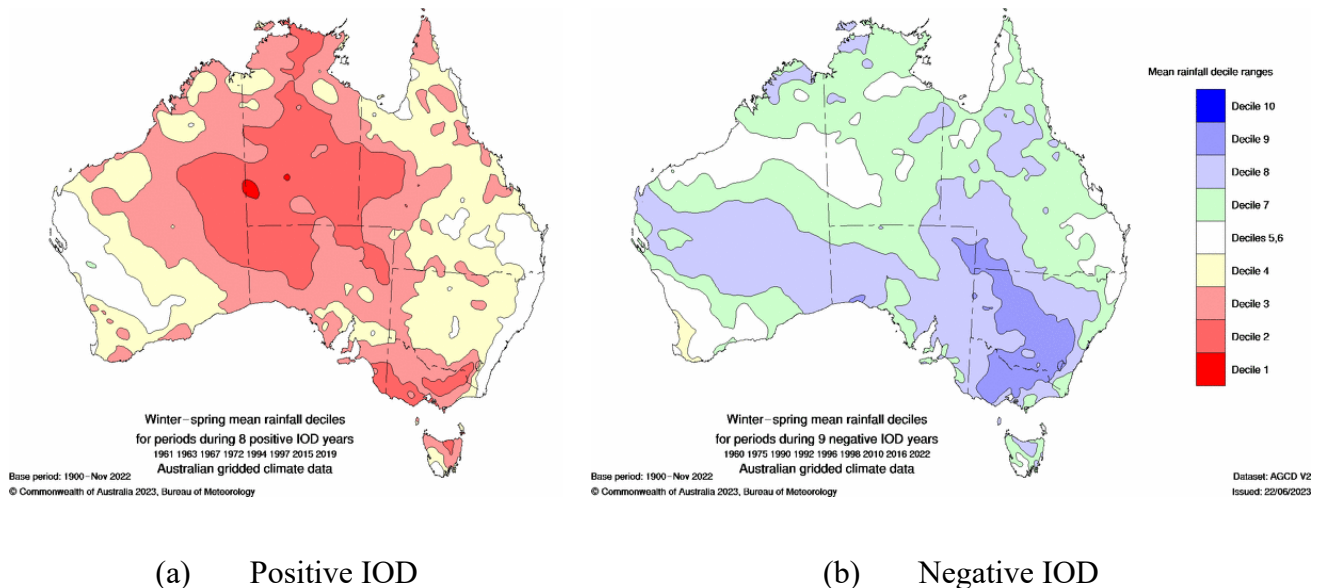 Winter-spring mean rainfall deciles
for periods during 8 positive IOD years
1961 1963 1967 1972 1994 1997 2015 2019
Australian gridded climate data
Base period: 1900-Nov 2022
© Commonwealth of Australia 2023, Bureau of Meteorology
Winter-spring mean rainfall deciles
for periods during 9 negative IOD years
1960 1975 1990 1992 1996 1998 2010 2016 2022
Australian gridded climate data
Base period: 1900-Nov 2022
© Commonwealth of Australia 2023, Bureau of Meteorology
Mean rainfall decile ranges
Decile 10
Decile 9
Decile 8
Decile 7
Deciles 5,6
Decile 4
Decile 3
Decile 2
Decile 1
Dataset: AGCD V2
Issued: 22/06/2023
(a) Positive IOD
(b) Negative IOD